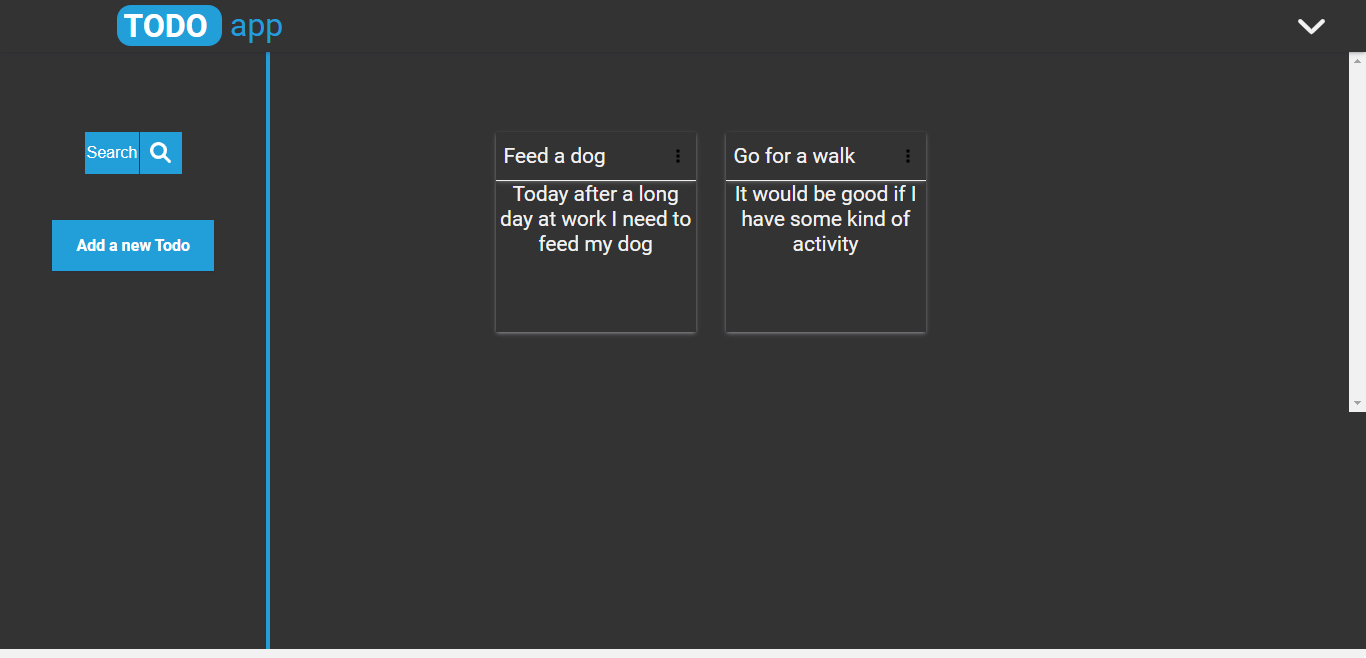 TODO app
Search
Add a new Todo
Feed a dog
Today after a long
day at work I need to
feed my dog
Go for a walk
It would be good if I
have some kind of
activity